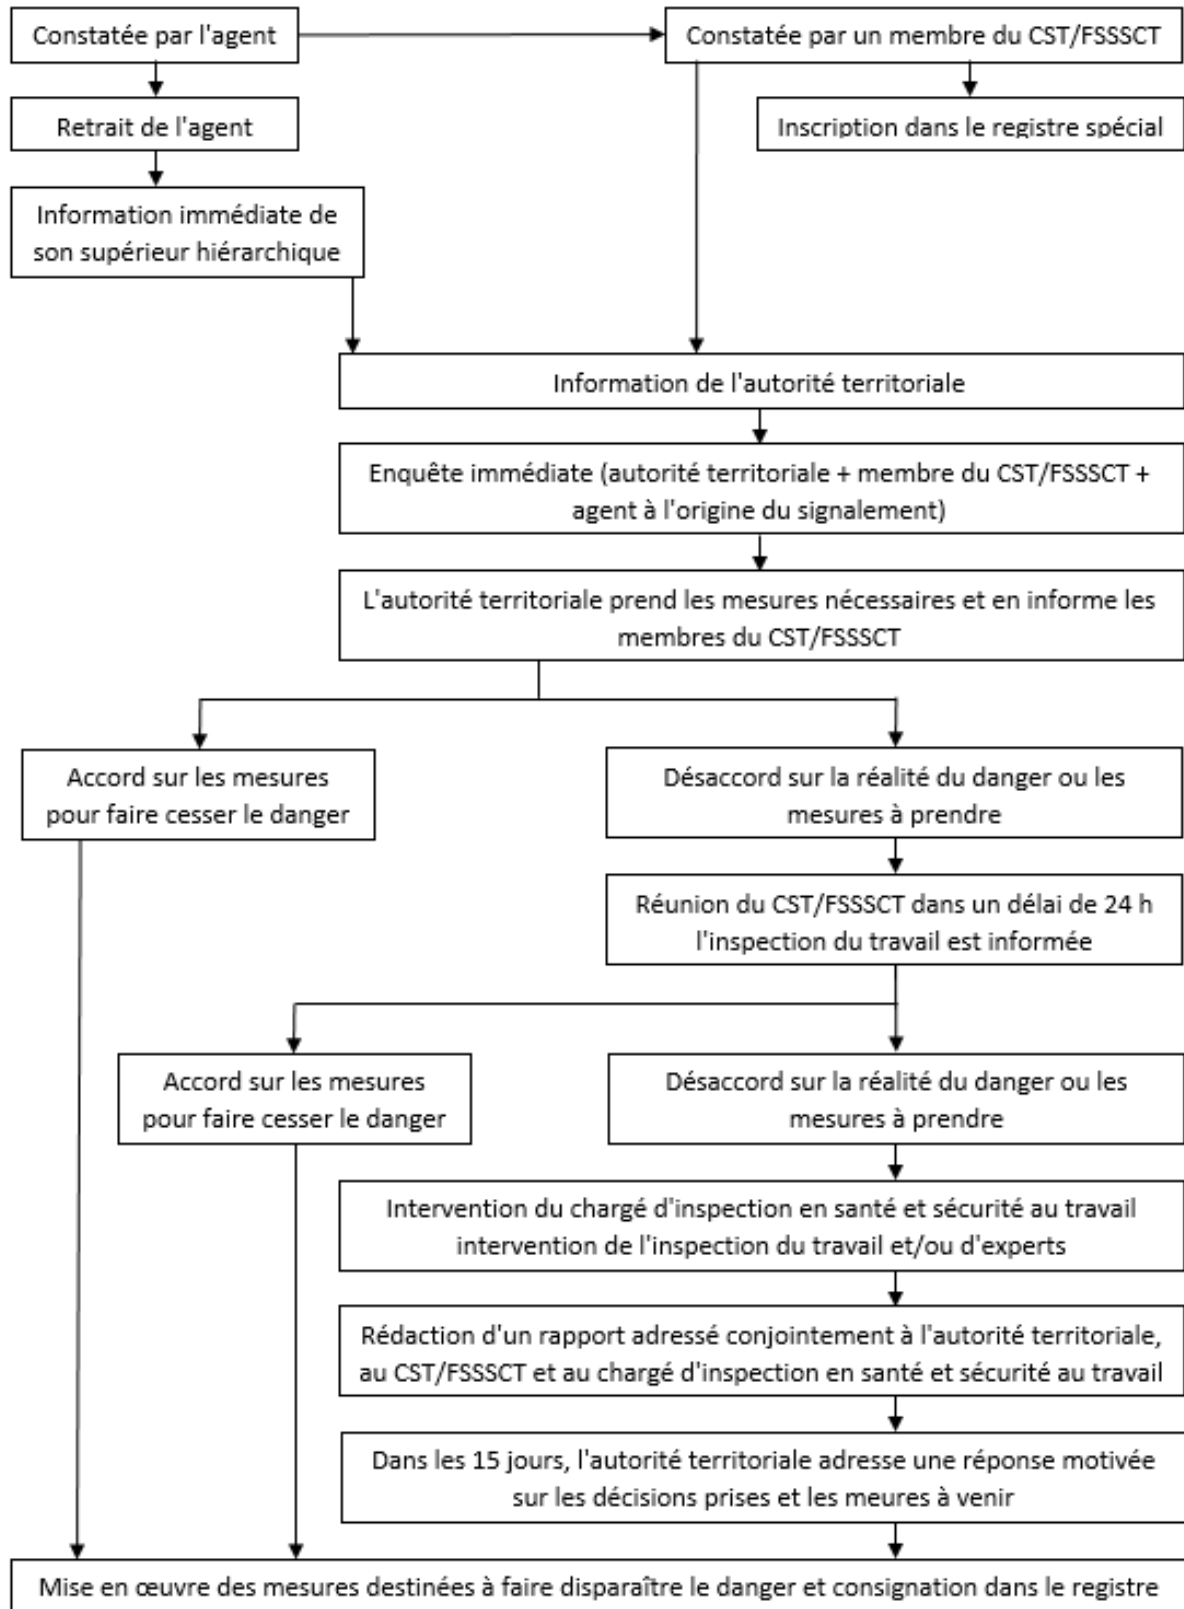 Constatée par l'agent
Constatée par un membre du CST/FSSSCT
Retrait de l'agent
Inscription dans le registre spécial
Information immédiate de
son supérieur hiérarchique
Information de l'autorité territoriale
Enquête immédiate (autorité territoriale + membre du CST/FSSSCT +
agent à l'origine du signalement)
L'autorité territoriale prend les mesures nécessaires et en informe les
membres du CST/FSSSCT
Accord sur les mesures
pour faire cesser le danger
Désaccord sur la réalité du danger ou les
mesures à prendre
Réunion du CST/FSSSCT dans un délai de 24 h
l'inspection du travail est informée
Accord sur les mesures
pour faire cesser le danger
Désaccord sur la réalité du danger ou les
mesures à prendre
Intervention du chargé d'inspection en santé et sécurité au travail
intervention de l'inspection du travail et/ou d'experts
Rédaction d'un rapport adressé conjointement à l'autorité territoriale,
au CST/FSSSCT et au chargé d'inspection en santé et sécurité au travail
Dans les 15 jours, l'autorité territoriale adresse une réponse motivée
sur les décisions prises et les meures à venir
Mise en œuvre des mesures destinées à faire disparaître le danger et consignation dans le registre